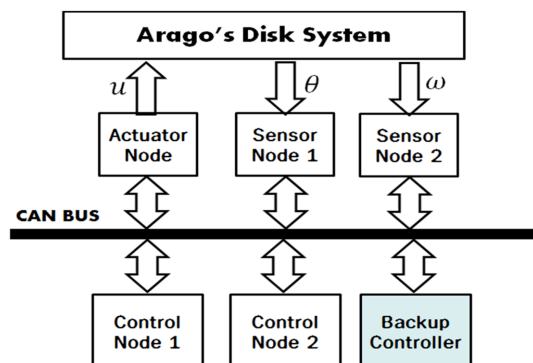 Arago's Disk System
u
θ
ω
Actuator
Node
Sensor
Node 1
Sensor
Node 2
CAN BUS
Control
Node 1
Control
Node 2
Backup
Controller